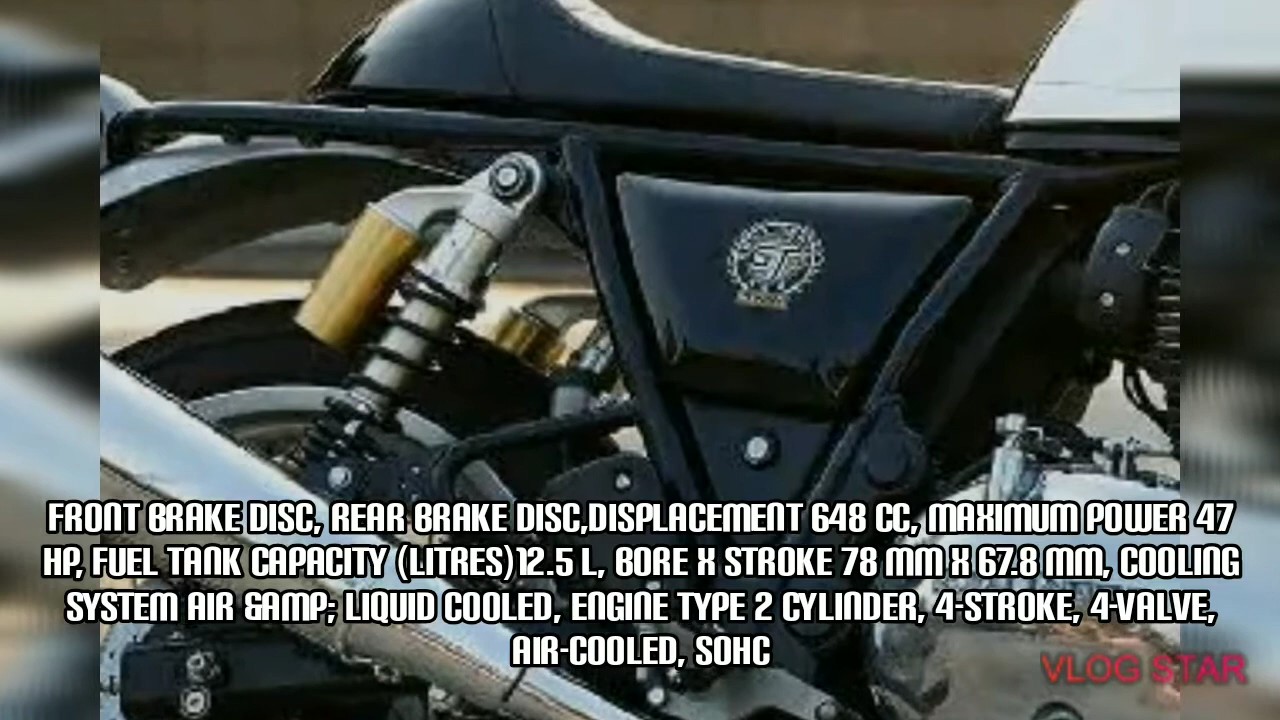 FRONT BRAKE DISC, REAR BRAKE DISC,DISPLACEMENT 648 CC, MAXIMUM POWER 47
HP, FUEL TANK CAPACITY (LITRES)12.5 L, BORE X STROKE 78 MM X 67.8 MM, COOLING
SYSTEM AIR &AMP; LIQUID COOLED, ENGINE TYPE 2 CYLINDER, 4-STROKE, 4-VALVE,
AIR-COOLED, SOHC
VLOG STAR
GT